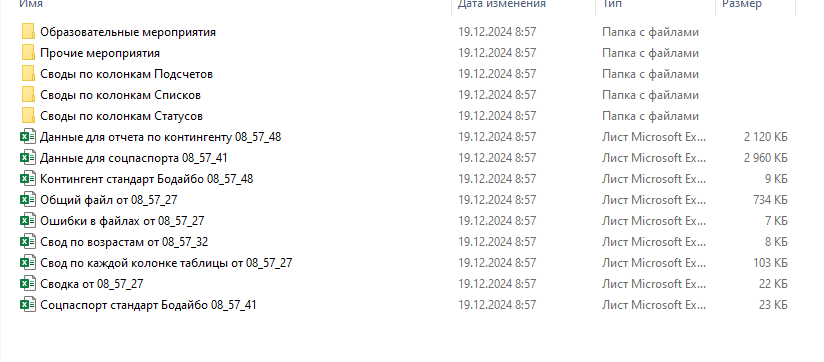 Имя Дата изменения Тип Размер
Образовательные мероприятия 19.12.2024 8:57 Папка с файлами
Прочие мероприятия 19.12.2024 8:57 Папка с файлами
Своды по колонкам Подсчетов 19.12.2024 8:57 Папка с файлами
Своды по колонкам Списков 19.12.2024 8:57 Папка с файлами
Своды по колонкам Статусов 19.12.2024 8:57 Папка с файлами
Данные для отчета по контингенту 08_57_48 19.12.2024 8:57 Лист Microsoft Ex... 2 120 КБ
Данные для соцпаспорта 08_57_41 19.12.2024 8:57 Лист Microsoft Ex... 2 960 КБ
Контингент стандарт Бодайбо 08_57_48 19.12.2024 8:57 Лист Microsoft Ex... 9 КБ
Общий файл от 08_57_27 19.12.2024 8:57 Лист Microsoft Ex... 734 КБ
Ошибки в файлах от 08_57_27 19.12.2024 8:57 Лист Microsoft Ex... 7 КБ
Свод по возрастам от 08_57_32 19.12.2024 8:57 Лист Microsoft Ex... 8 КБ
Свод по каждой колонке таблицы от 08_57_27 19.12.2024 8:57 Лист Microsoft Ex... 103 КБ
Сводка от 08_57_27 19.12.2024 8:57 Лист Microsoft Ex... 22 КБ
Соцпаспорт стандарт Бодайбо 08_57_41 19.12.2024 8:57 Лист Microsoft Ex... 23 КБ